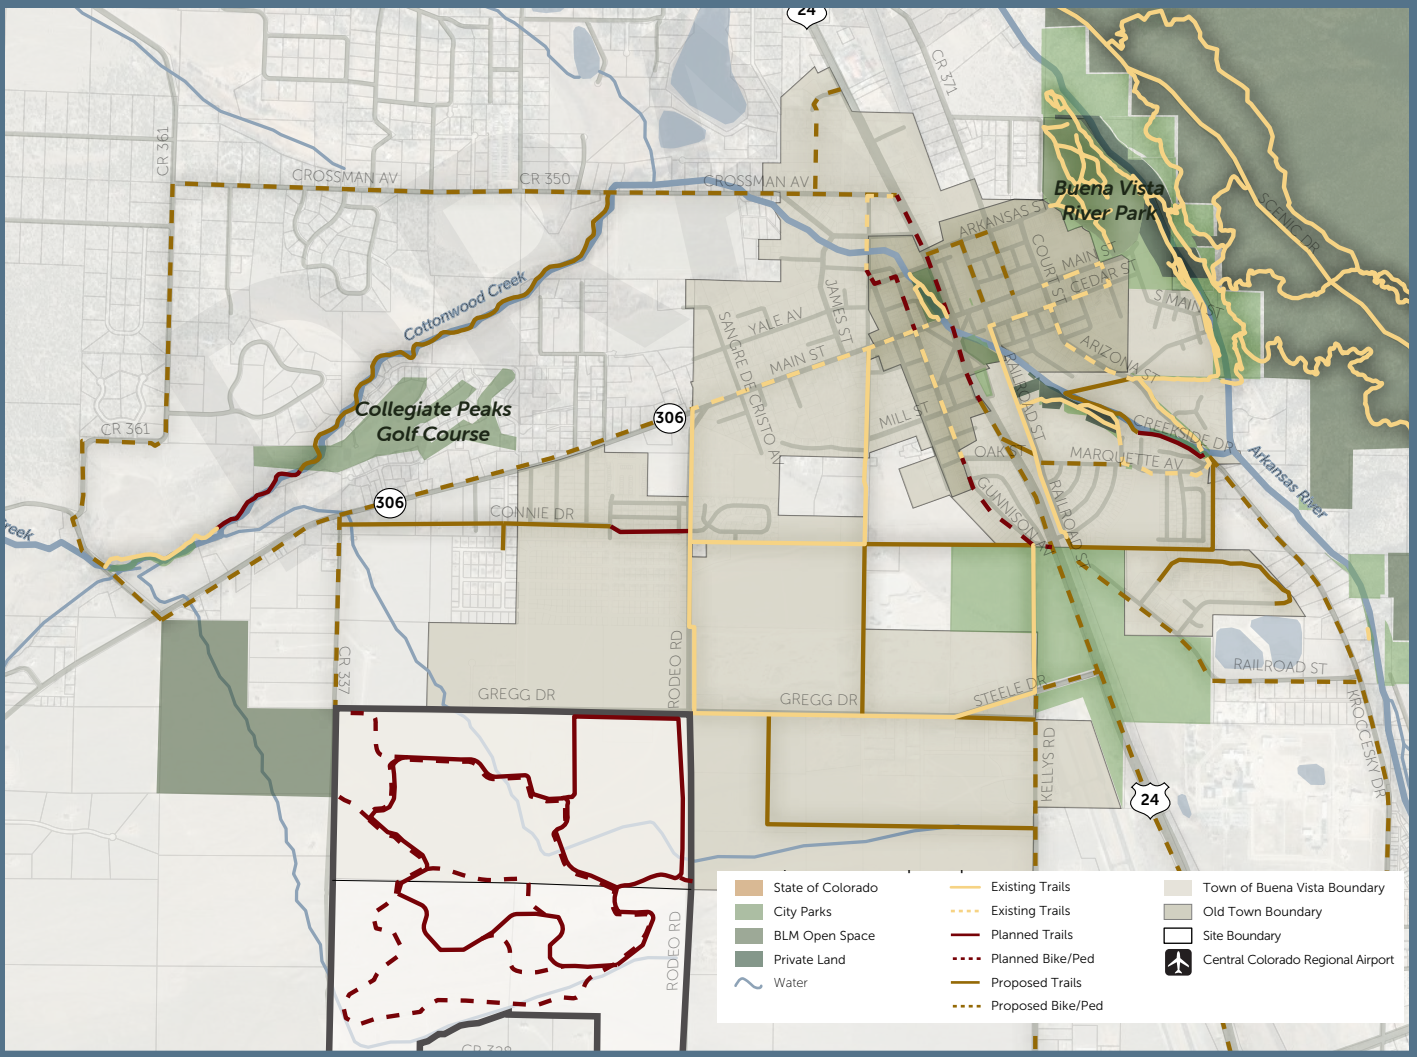 24
CR 371
CR 361
CROSSMAN AV
CR 350
CROSSMAN AV
Buena Vista
River Park
SCENIC DR
ARKANSAS ST
COURT ST
MAIN ST
CEDAR ST
S MAIN ST
Cottonwood Creek
JAMES ST
YALE AV
SANGRE DE CRISTO AV
MAIN ST
ARIZONA ST
RAILROAD ST
Collegiate Peaks
Golf Course
306
MILL ST
CREEKSIDE DR
CR 361
OAK ST
MARQUETTE AV
Arkansas River
306
CONNIE DR
GUNNISON AV
RAILROAD ST
reek
CR 337
RODEO RD
GREGG DR
GREGG DR
STEELE DR
RAILROAD ST
KROCCESKY DR
KELLYS RD
24
RODEO RD
CR 328
State of Colorado
City Parks
BLM Open Space
Private Land
Water
Existing Trails
Existing Trails
Planned Trails
Planned Bike/Ped
Proposed Trails
Proposed Bike/Ped
Town of Buena Vista Boundary
Old Town Boundary
Site Boundary
Central Colorado Regional Airport